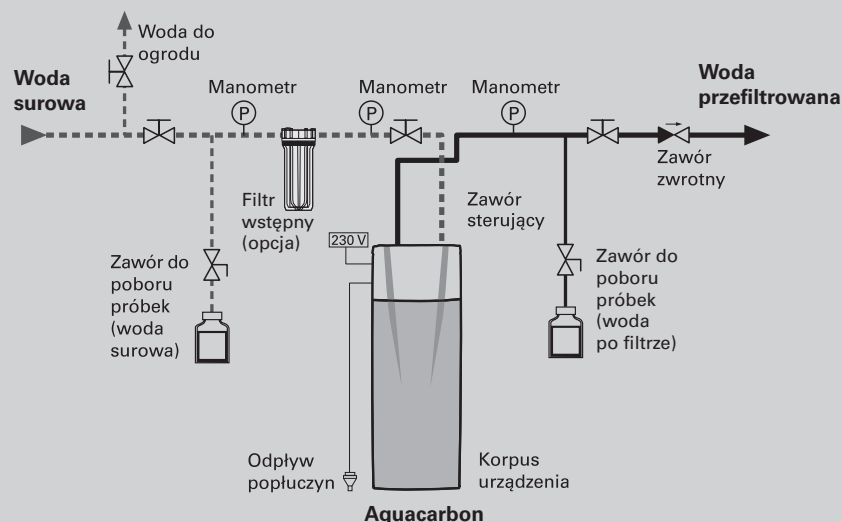 Woda do
ogrodu
Woda
surowa
Manometr
P
Manometr
P
Manometr
P
Woda
przefiltrowana
Zawór
zwrotny
Filtr
wstępny
(opcja)
Zawór
sterujący
230 V
Zawór do
poboru
próbek
(woda
surowa)
Zawór do
poboru
próbek
(woda
po filtrze)
Odpływ
popłuczyn
Korpus
urządzenia
Aquacarbon